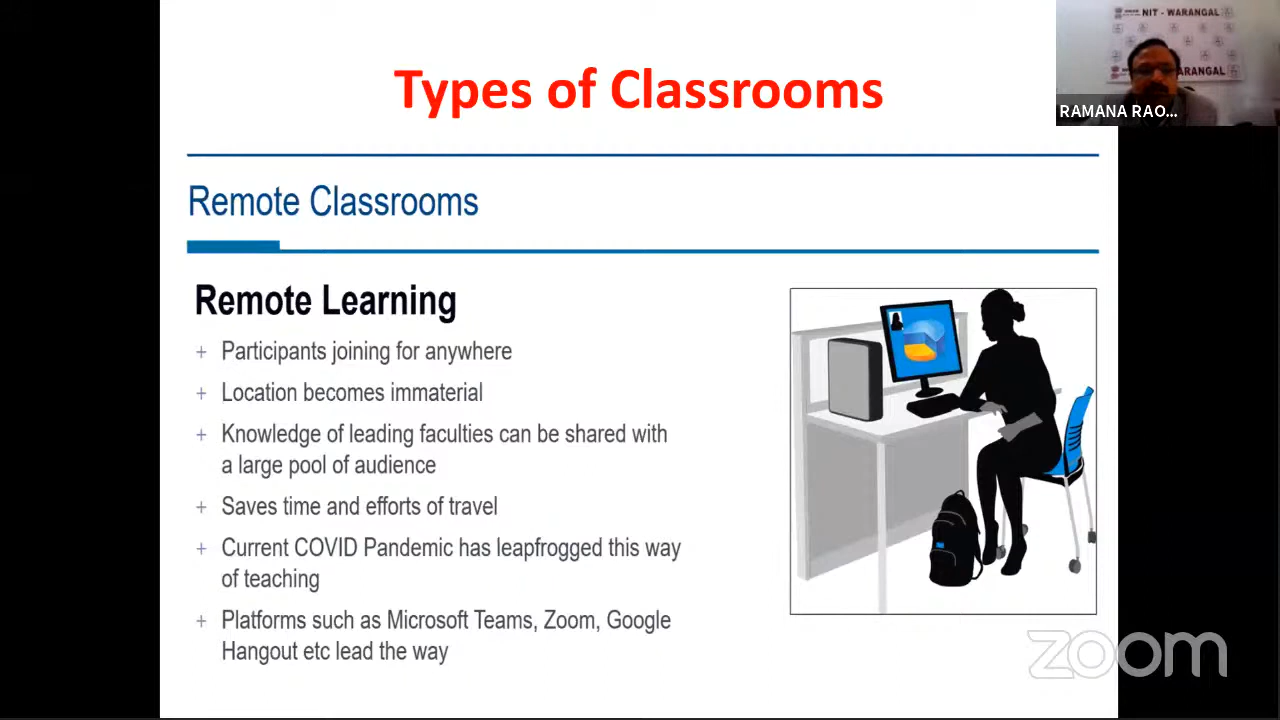 Types of Classrooms
NIT - WARANGAL
ARANGAL
RAMANA RAO...
Remote Classrooms
Remote Learning
+ Participants joining for anywhere
+ Location becomes immaterial
+ Knowledge of leading faculties can be shared with
a large pool of audience
+ Saves time and efforts of travel
+ Current COVID Pandemic has leapfrogged this way
of teaching
+ Platforms such as Microsoft Teams, Zoom, Google
Hangout etc lead the way
zoom